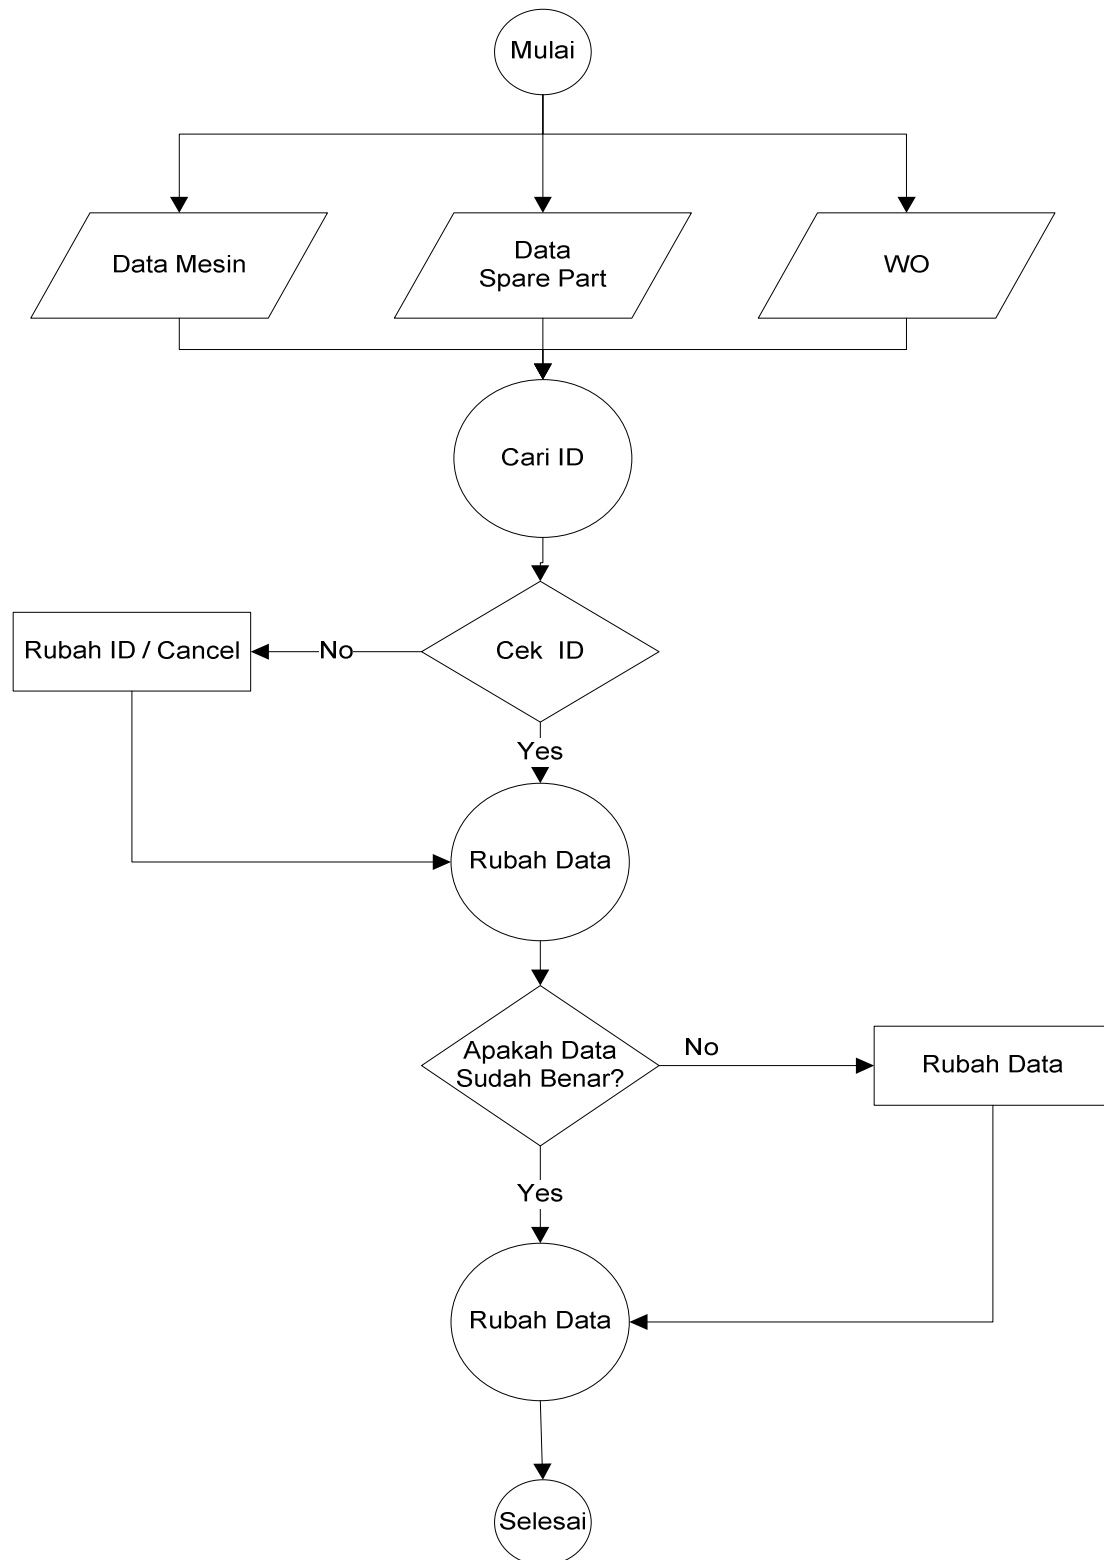 Mulai
Data Mesin
Data
Spare Part
WO
Cari ID
Cek ID
No
Rubah ID / Cancel
Yes
Rubah Data
Apakah Data
Sudah Benar?
No
Rubah Data
Yes
Rubah Data
Selesai